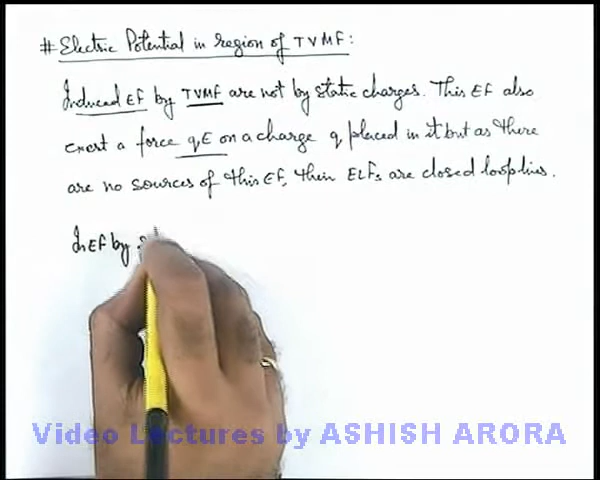 # Electric Potential in region of TVMF:
Induced EF by TVMF are not by static charges. This EF also
exert a force qE on a charge q placed in it but as there
are no sources of this EF, then ELFs are closed loop lines.
In EF by
Video Lectures by ASHISH ARORA